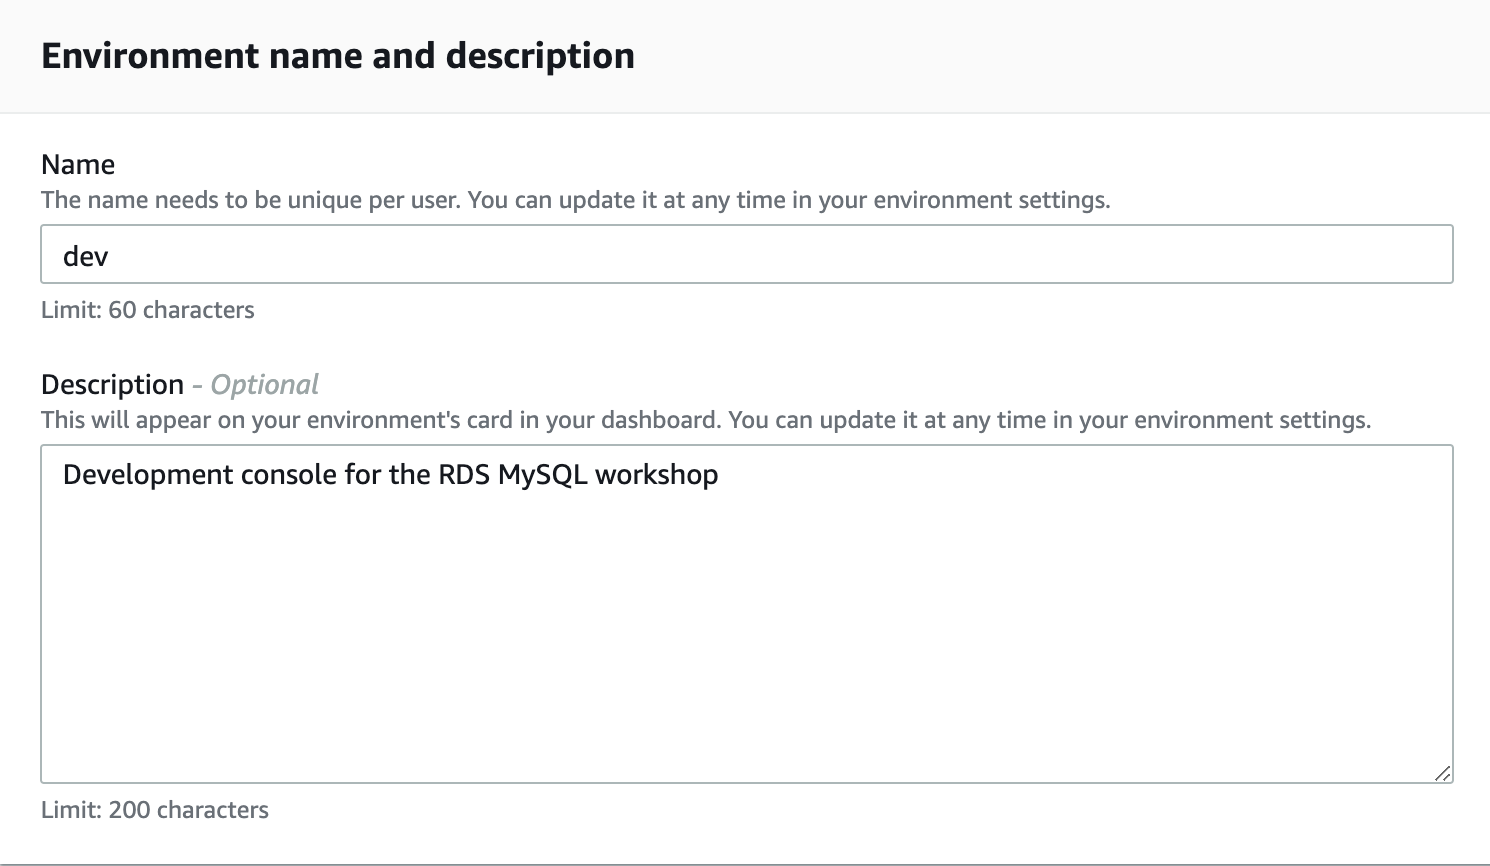 Environment name and description
Name
The name needs to be unique per user. You can update it at any time in your environment settings.
dev
Limit: 60 characters
Description - Optional
This will appear on your environment's card in your dashboard. You can update it at any time in your environment settings.
Development console for the RDS MySQL workshop
Limit: 200 characters